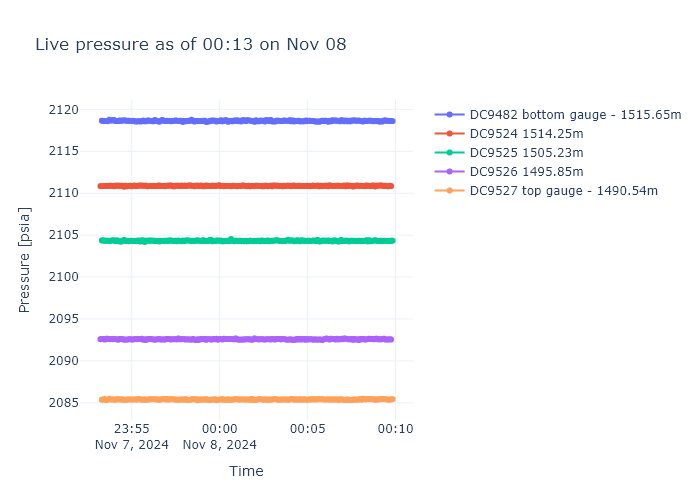 Live pressure as of 00:13 on Nov 08
2120
2115
2110
2105
2100
2095
2090
2085
Pressure [psia]
23:55
Nov 7, 2024
00:00
Nov 8, 2024
00:05
00:10
Time
DC9482 bottom gauge - 1515.65m
DC9524 1514.25m
DC9525 1505.23m
DC9526 1495.85m
DC9527 top gauge - 1490.54m